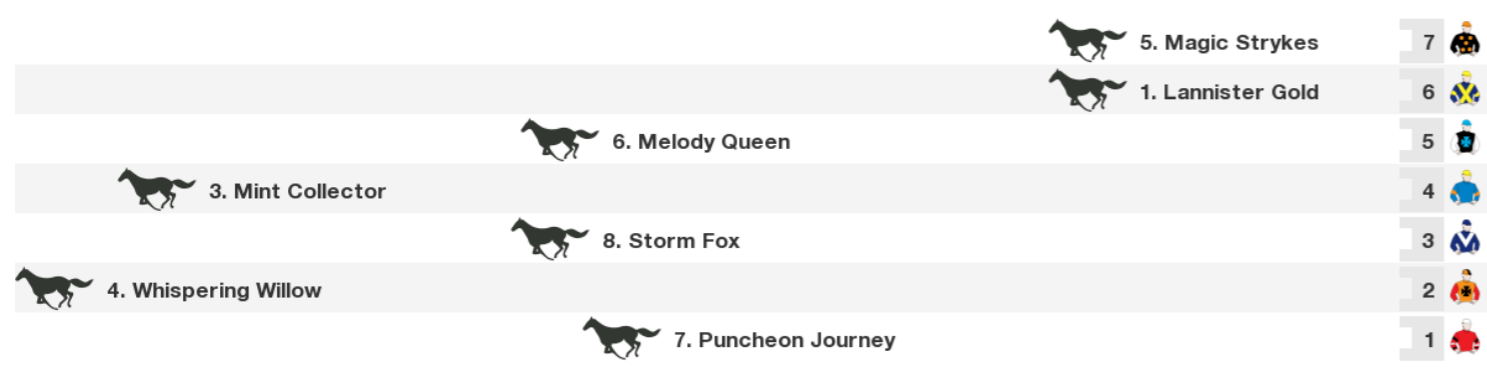 5. Magic Strykes 7
1. Lannister Gold 6
6. Melody Queen 5
3. Mint Collector 4
8. Storm Fox 3
4. Whispering Willow 2
7. Puncheon Journey 1